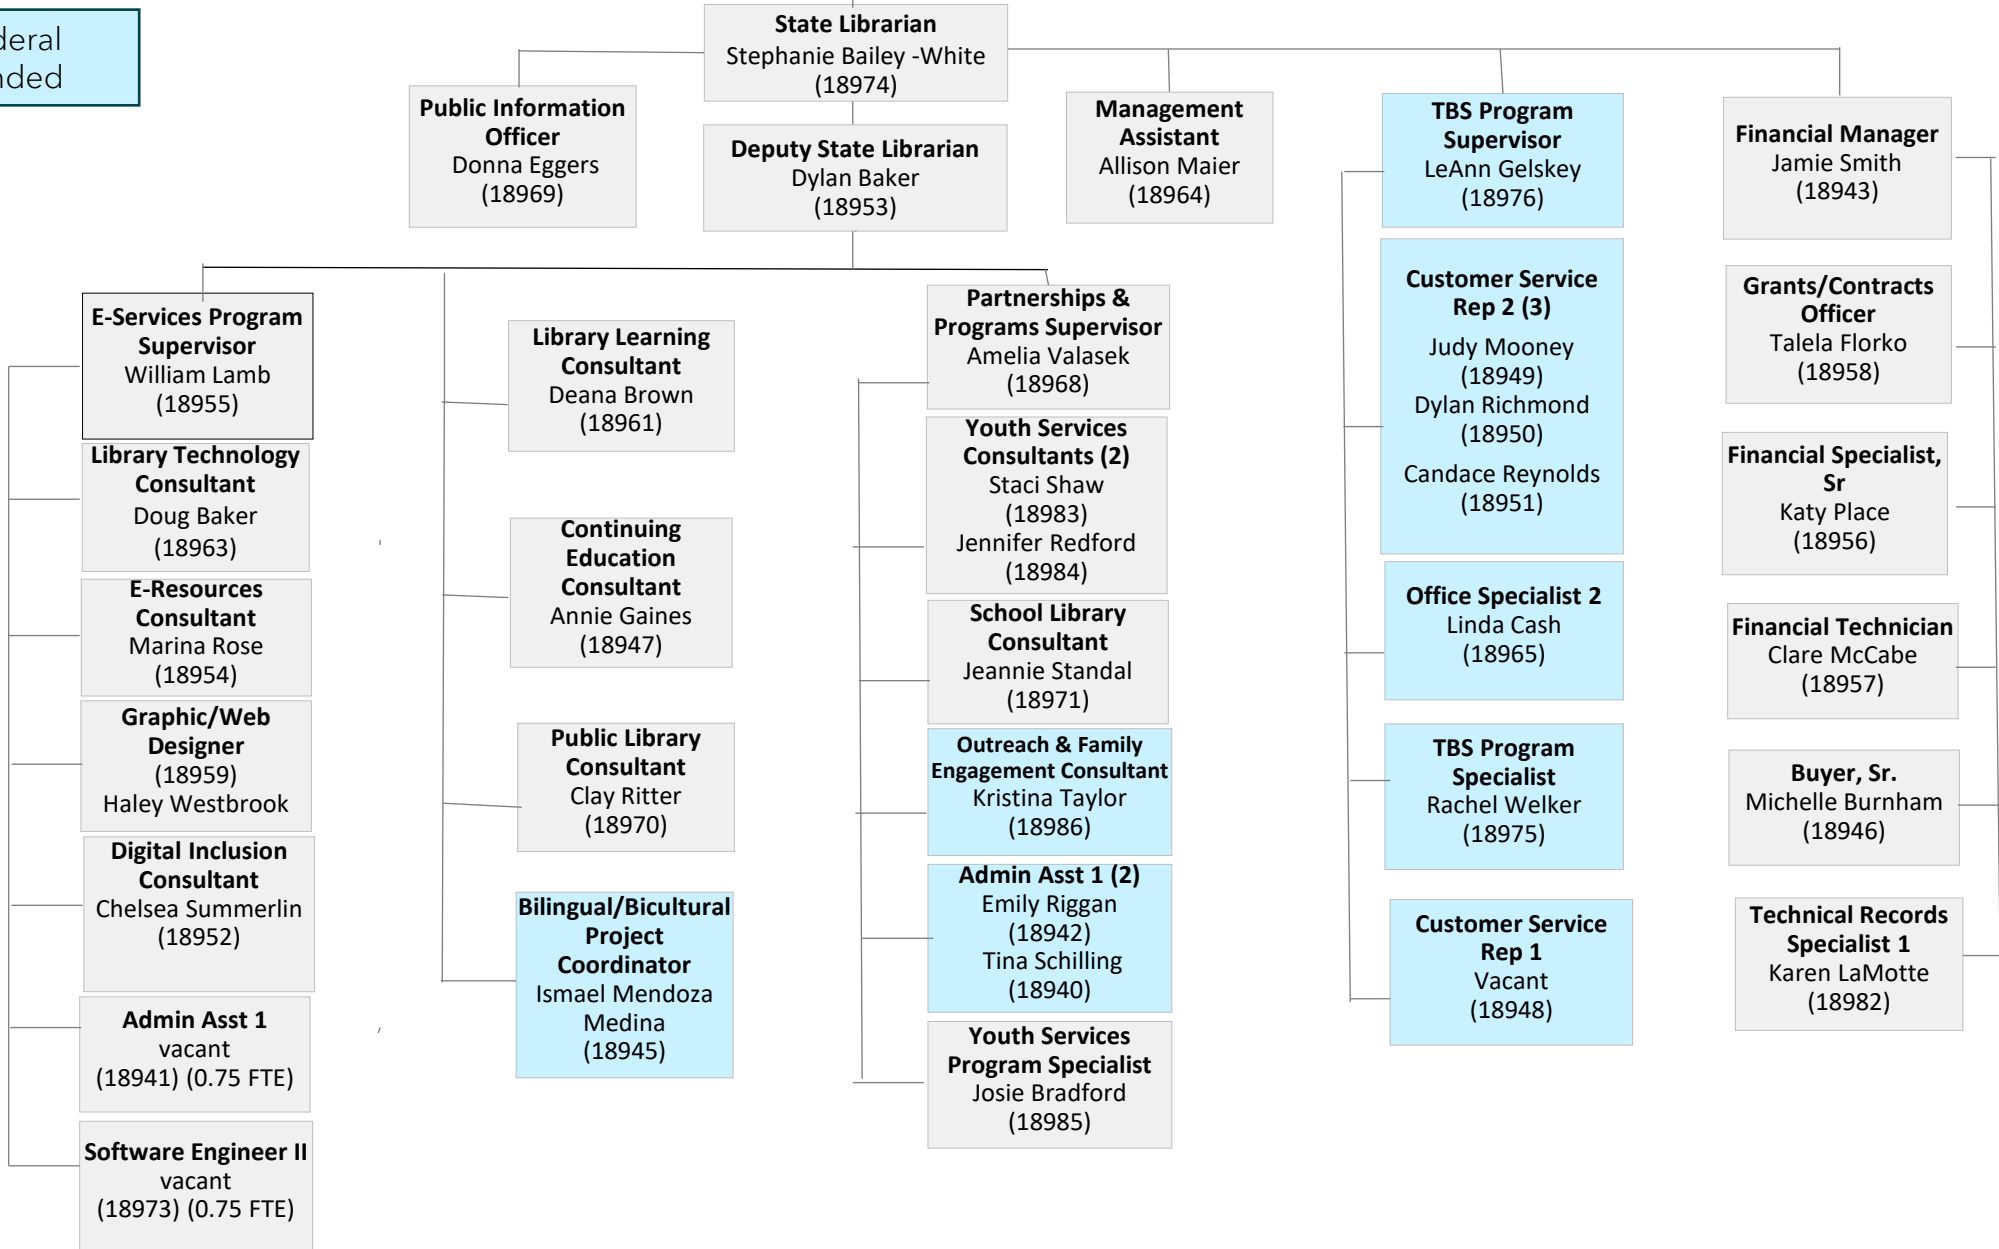 State Librarian
Stephanie Bailey -White
(18974)
Public Information
Officer
Donna Eggers
(18969)
Deputy State Librarian
Dylan Baker
(18953)
Management
Assistant
Allison Maier
(18964)
TBS Program
Supervisor
LeAnn Gelskey
(18976)
Financial Manager
Jamie Smith
(18943)
E-Services Program
Supervisor
William Lamb
(18955)
Library Technology
Consultant
Doug Baker
(18963)
E-Resources
Consultant
Marina Rose
(18954)
Graphic/Web
Designer
(18959)
Haley Westbrook
Digital Inclusion
Consultant
Chelsea Summerlin
(18952)
Admin Asst 1
vacant
(18941) (0.75 FTE)
Software Engineer II
vacant
(18973) (0.75 FTE)
Library Learning
Consultant
Deana Brown
(18961)
Continuing
Education
Consultant
Annie Gaines
(18947)
Public Library
Consultant
Clay Ritter
(18970)
Bilingual/Bicultural
Project
Coordinator
Ismael Mendoza
Medina
(18945)
Partnerships &
Programs Supervisor
Amelia Valasek
(18968)
Youth Services
Consultants (2)
Staci Shaw
(18983)
Jennifer Redford
(18984)
School Library
Consultant
Jeannie Standal
(18971)
Outreach & Family
Engagement Consultant
Kristina Taylor
(18986)
Admin Asst 1 (2)
Emily Riggan
(18942)
Tina Schilling
(18940)
Youth Services
Program Specialist
Josie Bradford
(18985)
Customer Service
Rep 2 (3)
Judy Mooney
(18949)
Dylan Richmond
(18950)
Candace Reynolds
(18951)
Office Specialist 2
Linda Cash
(18965)
TBS Program
Specialist
Rachel Welker
(18975)
Customer Service
Rep 1
Vacant
(18948)
Grants/Contracts
Officer
Talela Florko
(18958)
Financial Specialist,
Sr
Katy Place
(18956)
Financial Technician
Clare McCabe
(18957)
Buyer, Sr.
Michelle Burnham
(18946)
Technical Records
Specialist 1
Karen LaMotte
(18982)